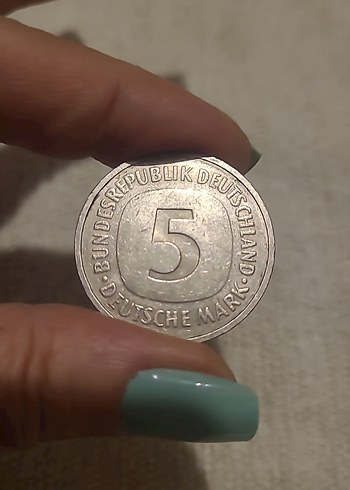 BUNDESREPUBLIK DEUTSCHLAND
5
· DEUTSCHE MARK ·